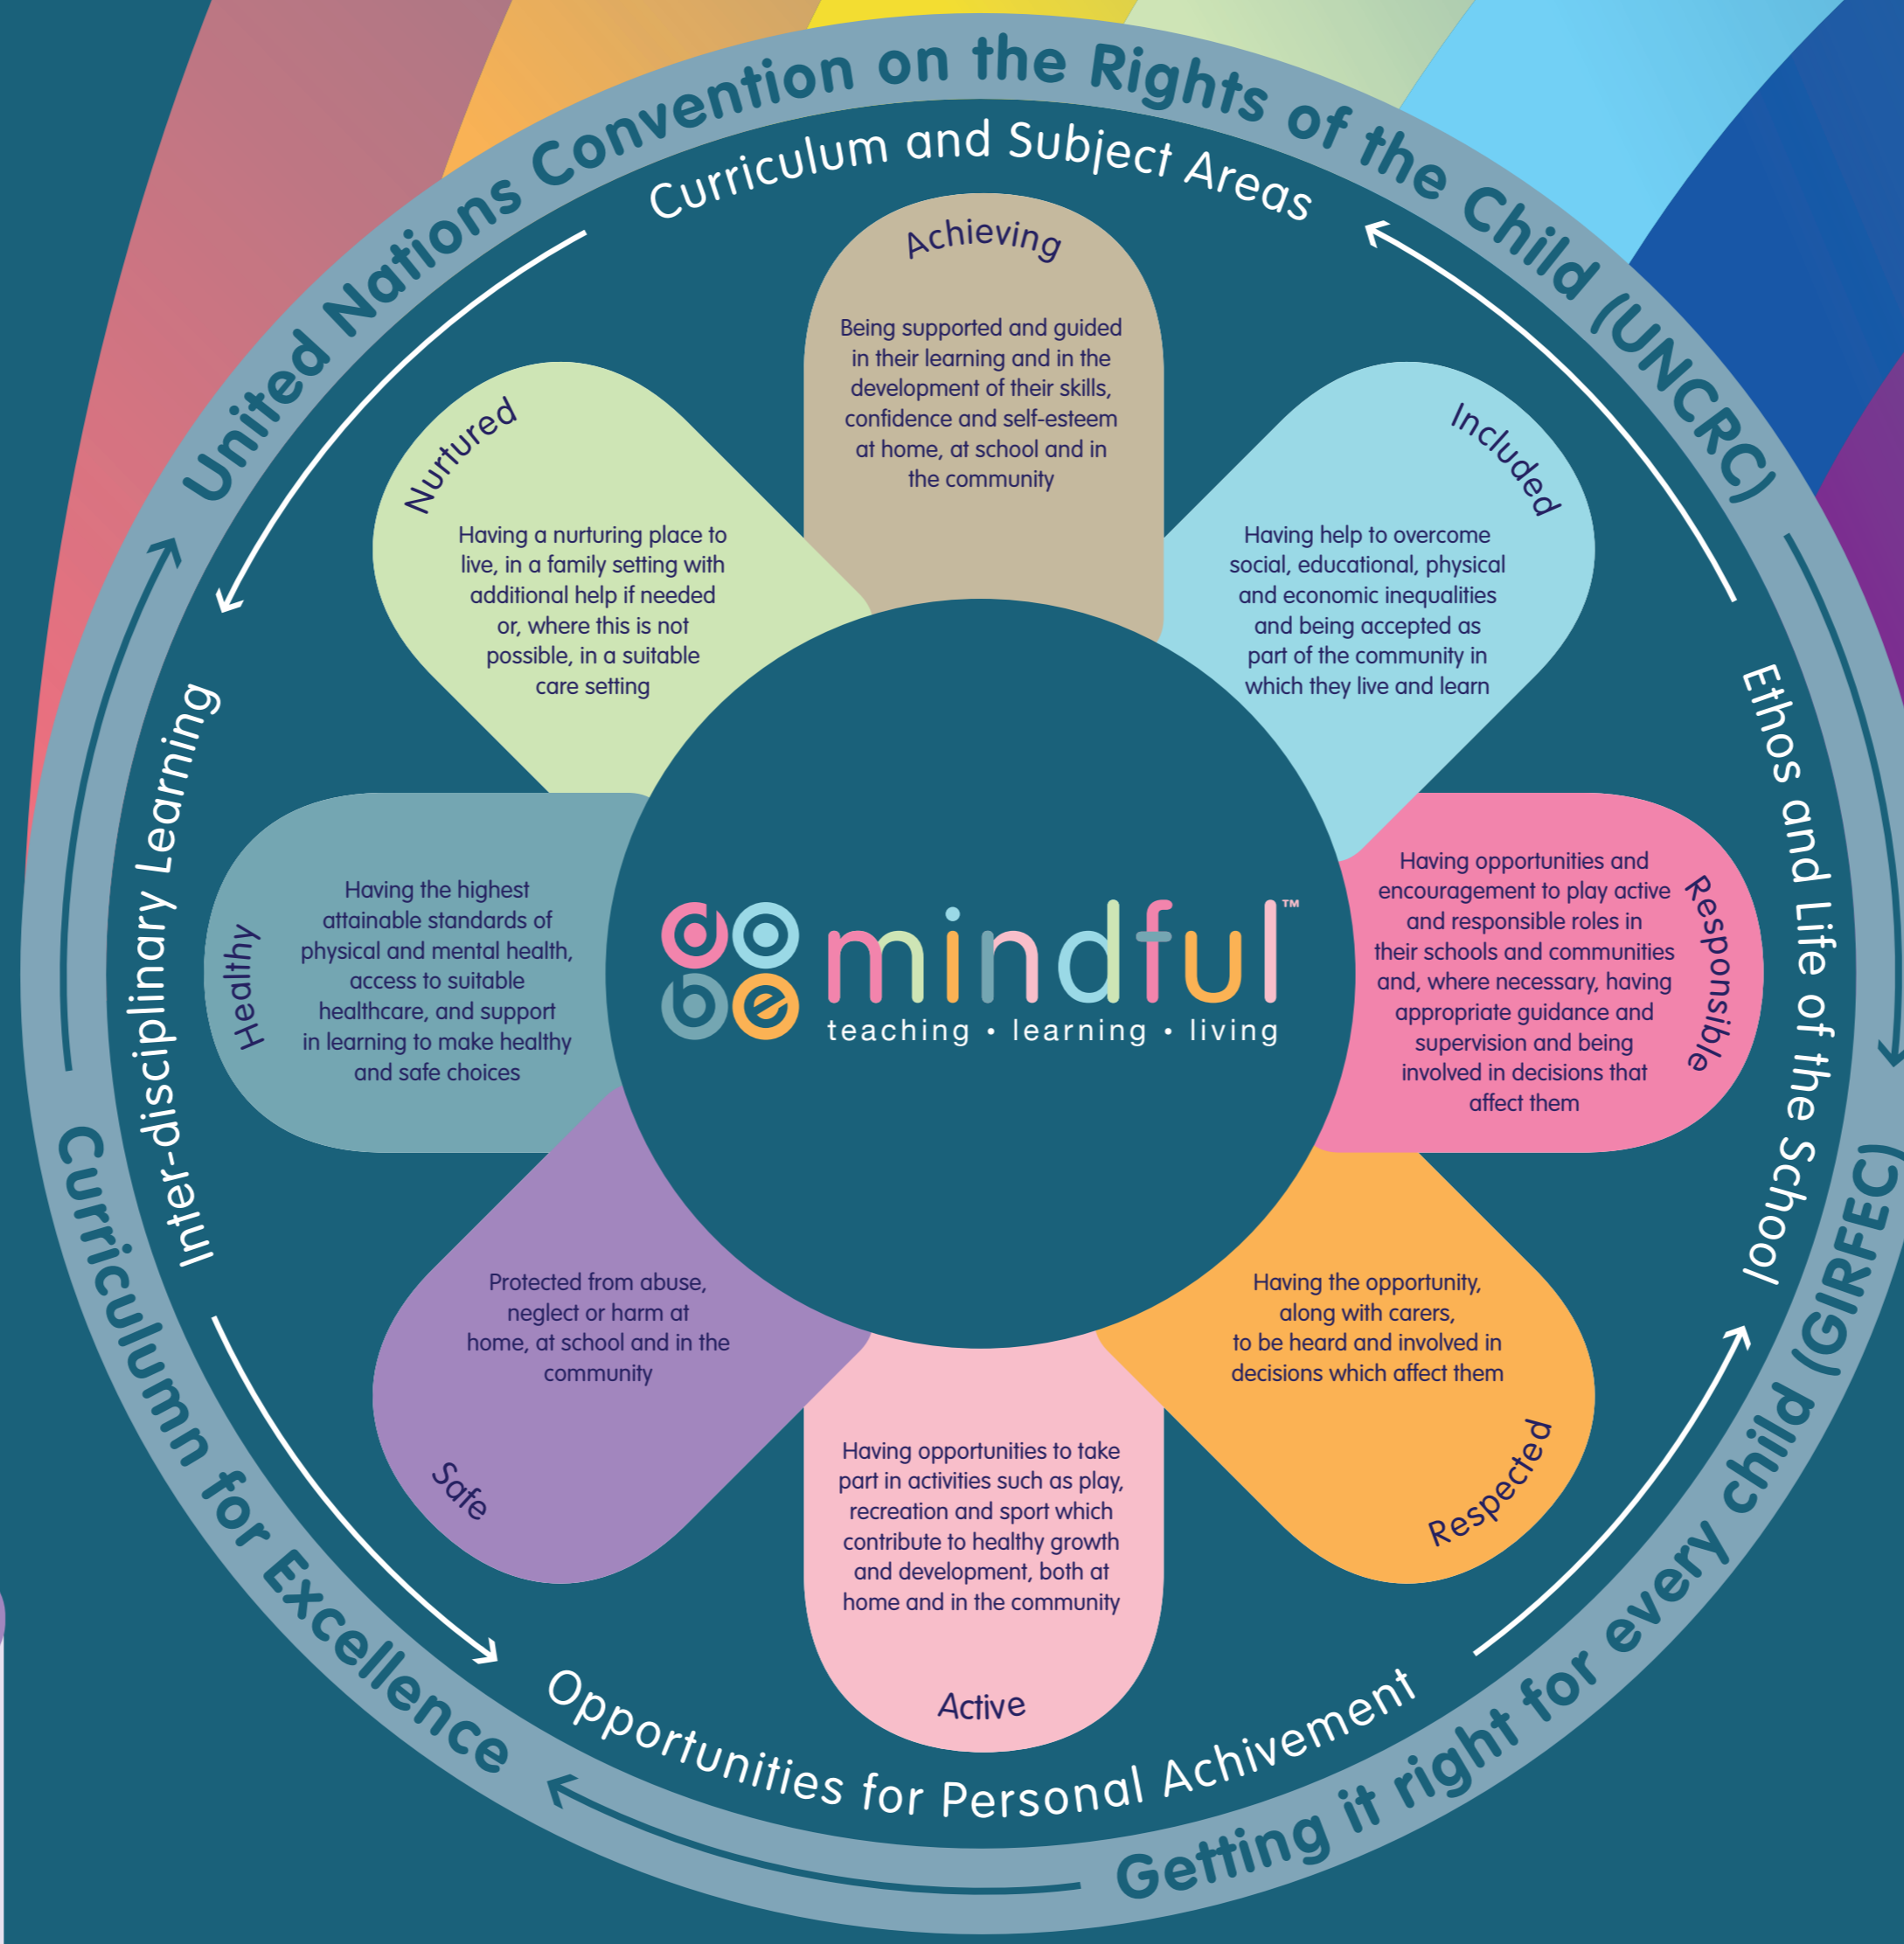 United Nations Convention on the Rights of the Child (UNCRC)
Getting it right for every child (GIRFEC)
Curriculumn for Excellence
Curriculum and Subject Areas
Ethos and Life of the School
Opportunities for Personal Achivement
Inter-disciplinary Learning
Achieving
Being supported and guided
in their learning and in the
development of their skills,
confidence and self-esteem
at home, at school and in
the community
Included
Having help to overcome
social, educational, physical
and economic inequalities
and being accepted as
part of the community in
which they live and learn
Responsible
Having opportunities and
encouragement to play active
and responsible roles in
their schools and communities
and, where necessary, having
appropriate guidance and
supervision and being
involved in decisions that
affect them
Respected
Having the opportunity,
along with carers,
to be heard and involved in
decisions which affect them
Active
Having opportunities to take
part in activities such as play,
recreation and sport which
contribute to healthy growth
and development, both at
home and in the community
Safe
Protected from abuse,
neglect or harm at
home, at school and in the
community
Healthy
Having the highest
attainable standards of
physical and mental health,
access to suitable
healthcare, and support
in learning to make healthy
and safe choices
Nurtured
Having a nurturing place to
live, in a family setting with
additional help if needed
or, where this is not
possible, in a suitable
care setting
go be mindful™
teaching • learning • living